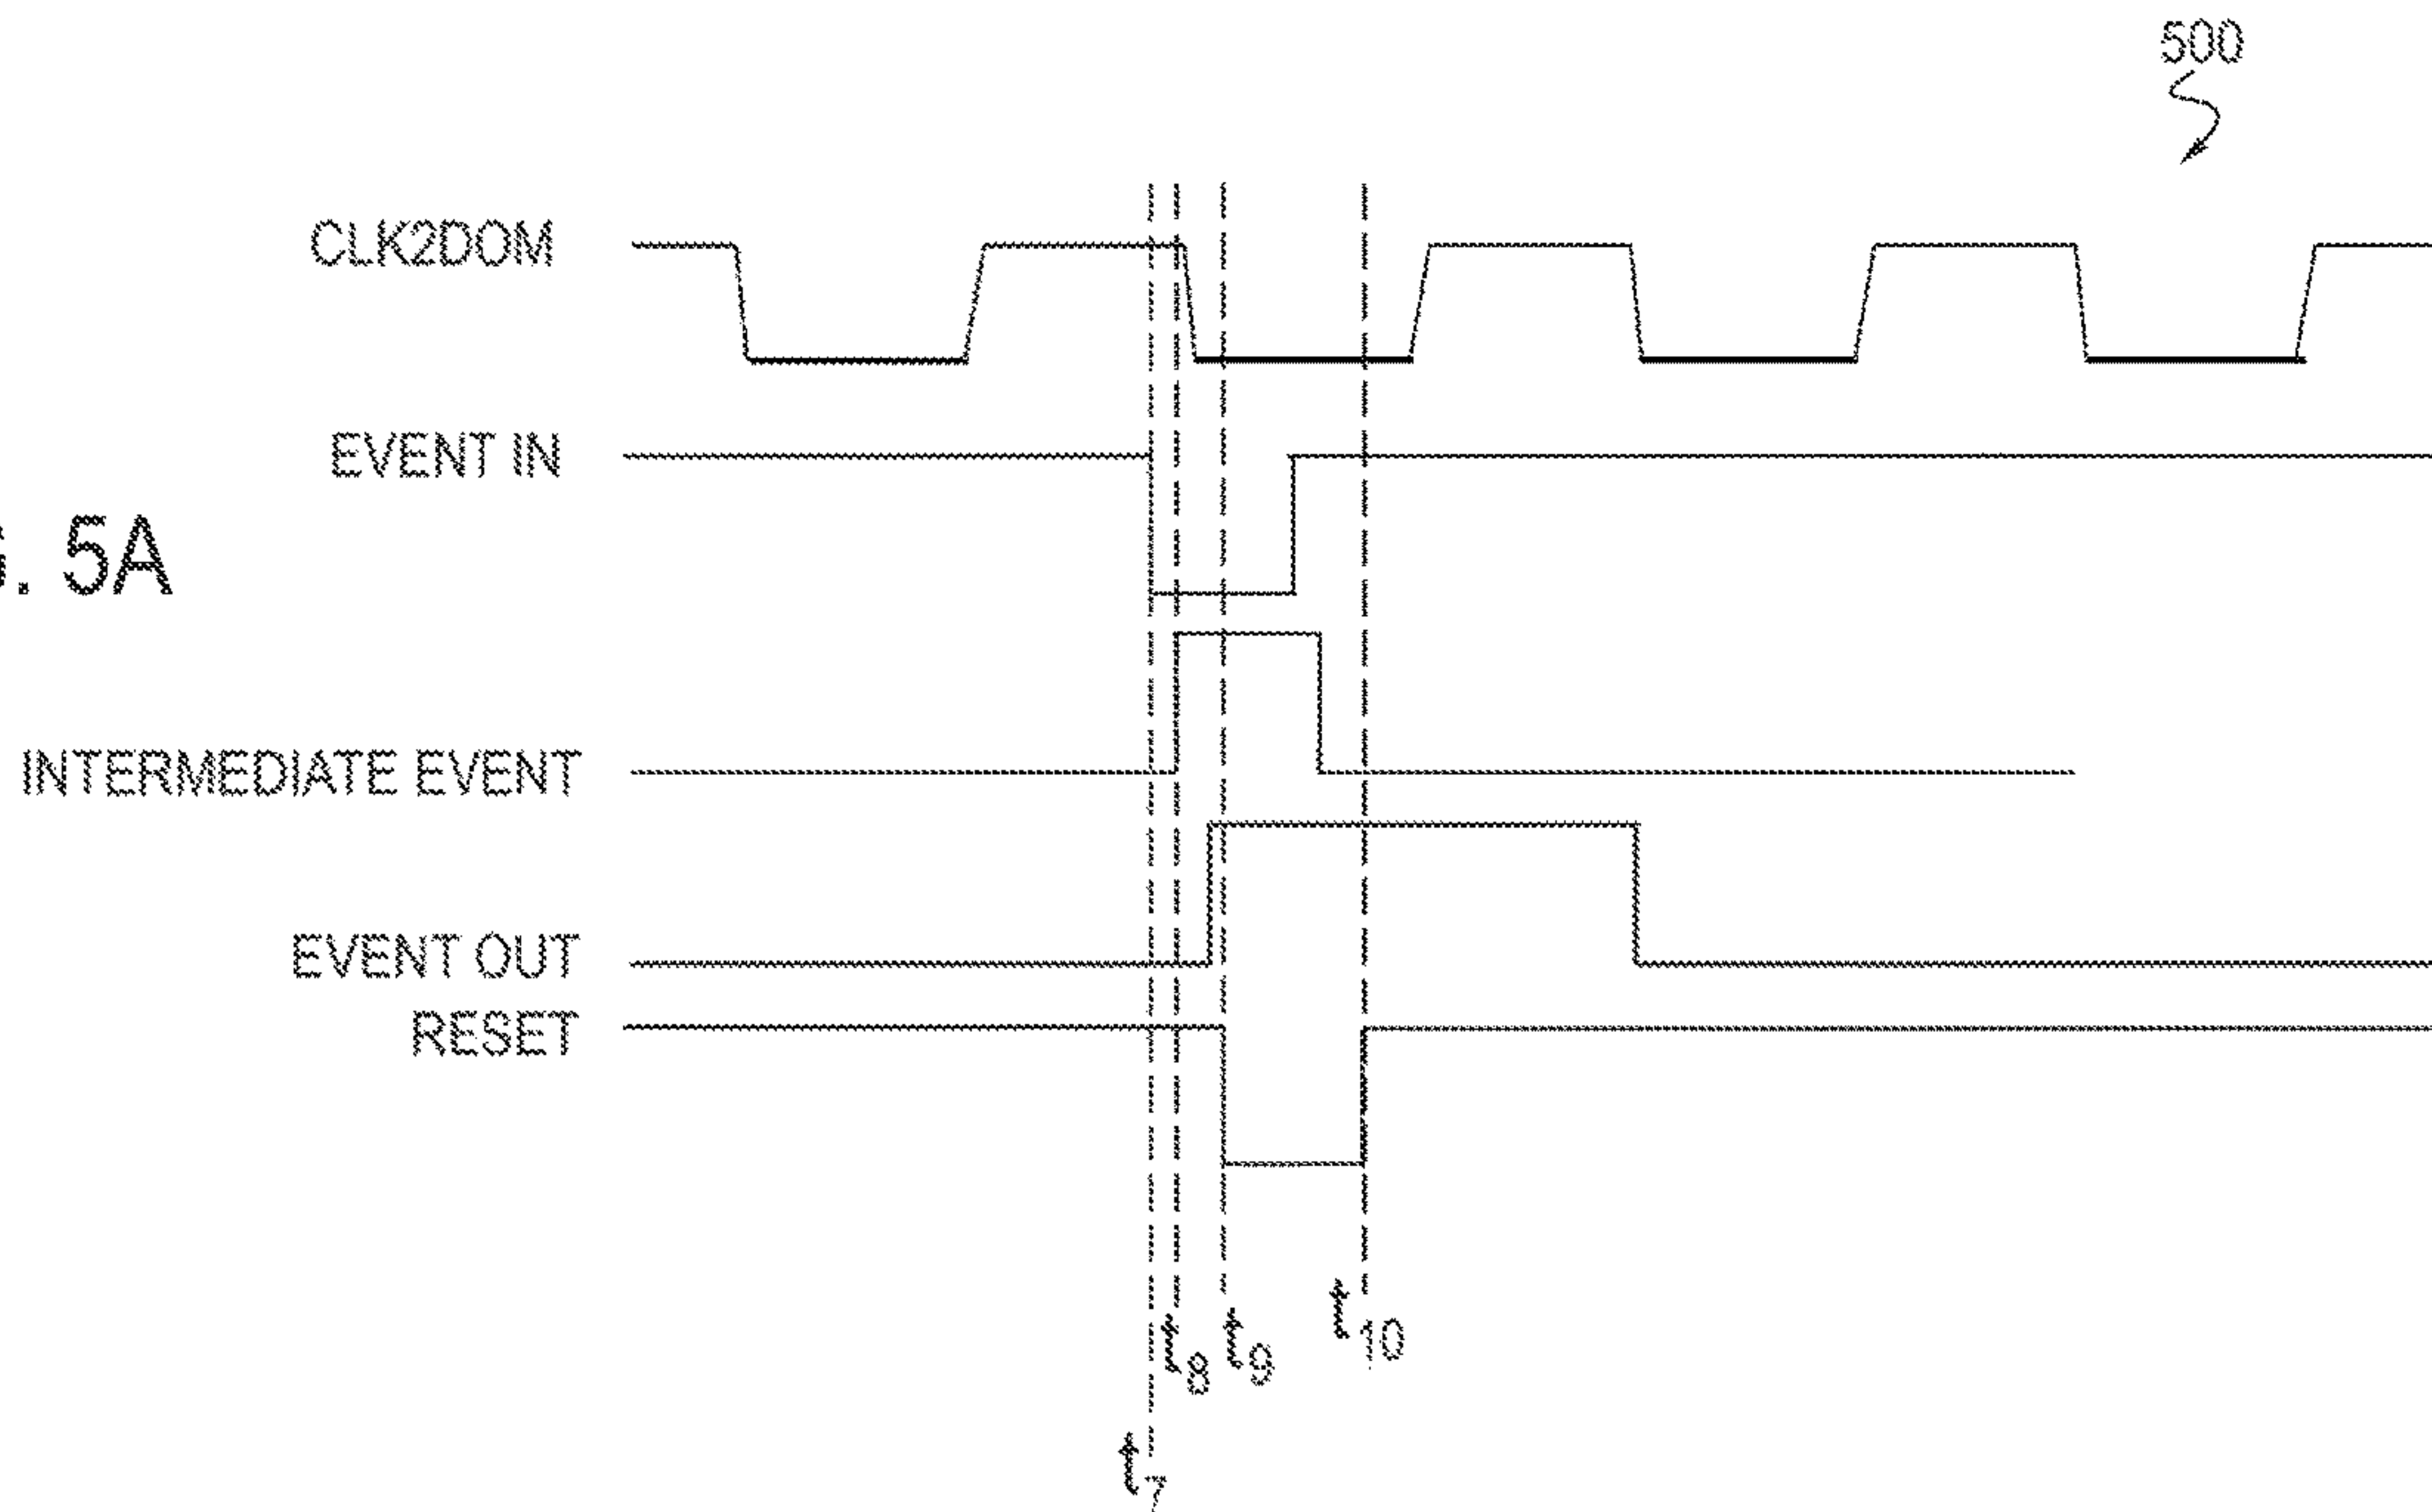 500
CLK2DOM
EVENT IN
. 5A
INTERMEDIATE EVENT
EVENT OUT
RESET
t10
t8 t9
t7